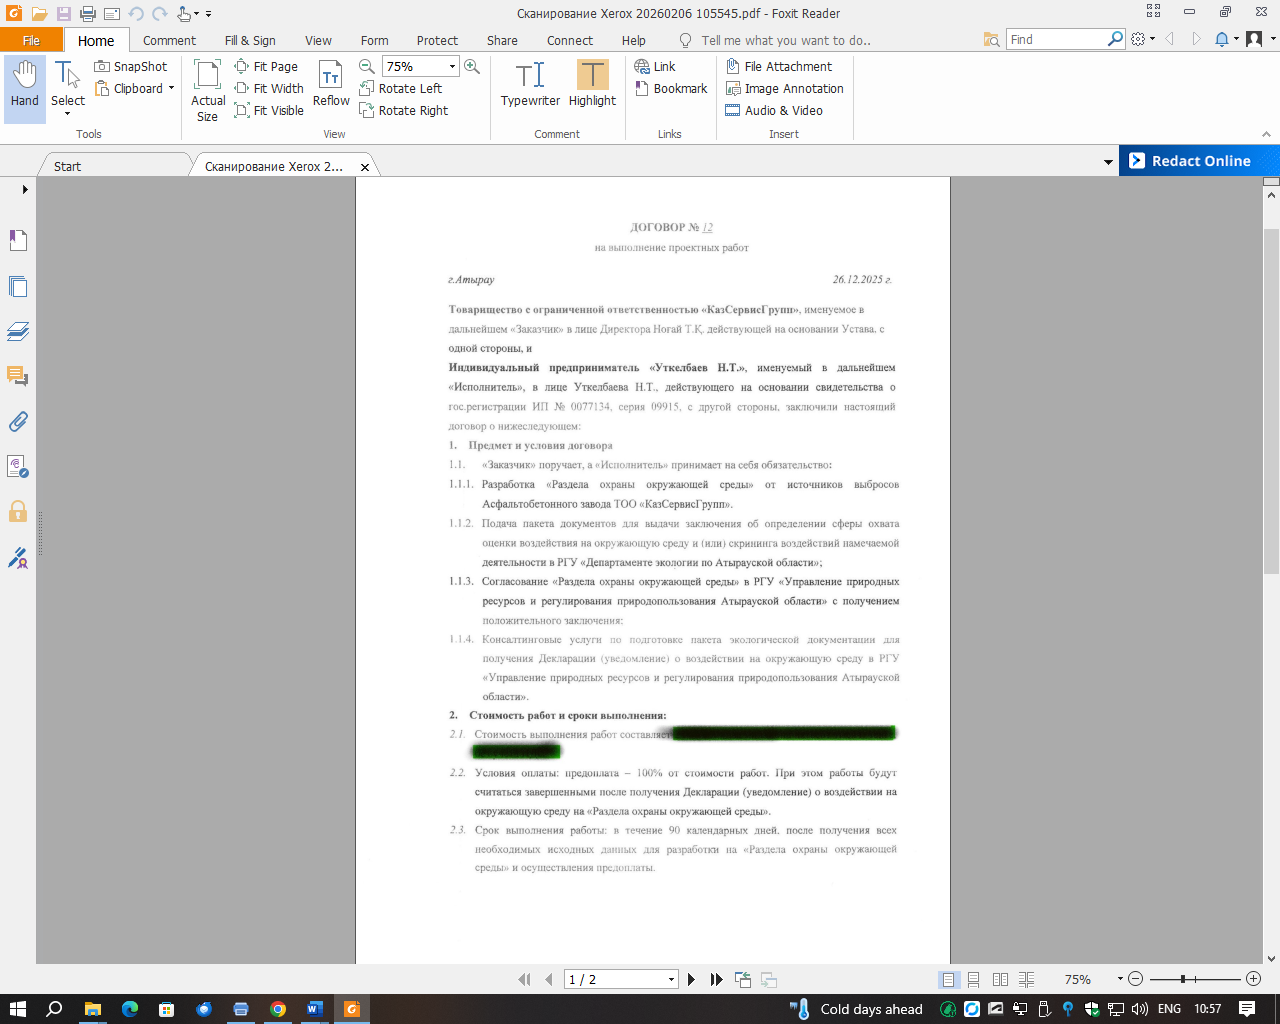 Сканирование Xerox 20260206 105545.pdf - Foxit Reader
File Home Comment Fill & Sign View Form Protect Share Connect Help Tell me what you want to do.. Find
Hand
Select
SnapShot
Clipboard
Tools
Actual Size
Fit Page
Fit Width
Fit Visible
Reflow
75%
Rotate Left
Rotate Right
View
Typewriter
Highlight
Comment
Link
Bookmark
Links
File Attachment
Image Annotation
Audio & Video
Insert
Start Сканирование Xerox 2... Redact Online
ДОГОВОР № 12
на выполнение проектных работ
г.Атырау 26.12.2025 г.
Товарищество с ограниченной ответственностью «КазСервисГрупп», именуемое в
дальнейшем «Заказчик» в лице Директора Ногай Т.Қ. действующей на основании Устава, с
одной стороны, и
Индивидуальный предприниматель «Уткелбаев Н.Т.», именуемый в дальнейшем
«Исполнитель», в лице Уткелбаева Н.Т., действующего на основании свидетельства о
гос.регистрации ИП № 0077134, серия 09915, с другой стороны, заключили настоящий
договор о нижеследующем:
1. Предмет и условия договора
1.1. «Заказчик» поручает, а «Исполнитель» принимает на себя обязательство:
1.1.1. Разработка «Раздела охраны окружающей среды» от источников выбросов
Асфальтобетонного завода ТОО «КазСервисГрупп».
1.1.2. Подача пакета документов для выдачи заключения об определении сферы охвата
оценки воздействия на окружающую среду и (или) скрининга воздействий намечаемой
деятельности в РГУ «Департаменте экологии по Атырауской области»;
1.1.3. Согласование «Раздела охраны окружающей среды» в РГУ «Управление природных
ресурсов и регулирования природопользования Атырауской области» с получением
положительного заключения:
1.1.4. Консалтинговые услуги по подготовке пакета экологической документации для
получения Декларации (уведомление) о воздействии на окружающую среду в РГУ
«Управление природных ресурсов и регулирования природопользования Атырауской
области».
2. Стоимость работ и сроки выполнения:
2.1. Стоимость выполнения работ составляет
2.2. Условия оплаты: предоплата – 100% от стоимости работ. При этом работы будут
считаться завершенными после получения Декларации (уведомление) о воздействии на
окружающую среду на «Раздела охраны окружающей среды».
2.3. Срок выполнения работы: в течение 90 календарных дней, после получения всех
необходимых исходных данных для разработки на «Раздела охраны окружающей
среды» и осуществления предоплаты.
1 / 2 75%
Cold days ahead ENG 10:57